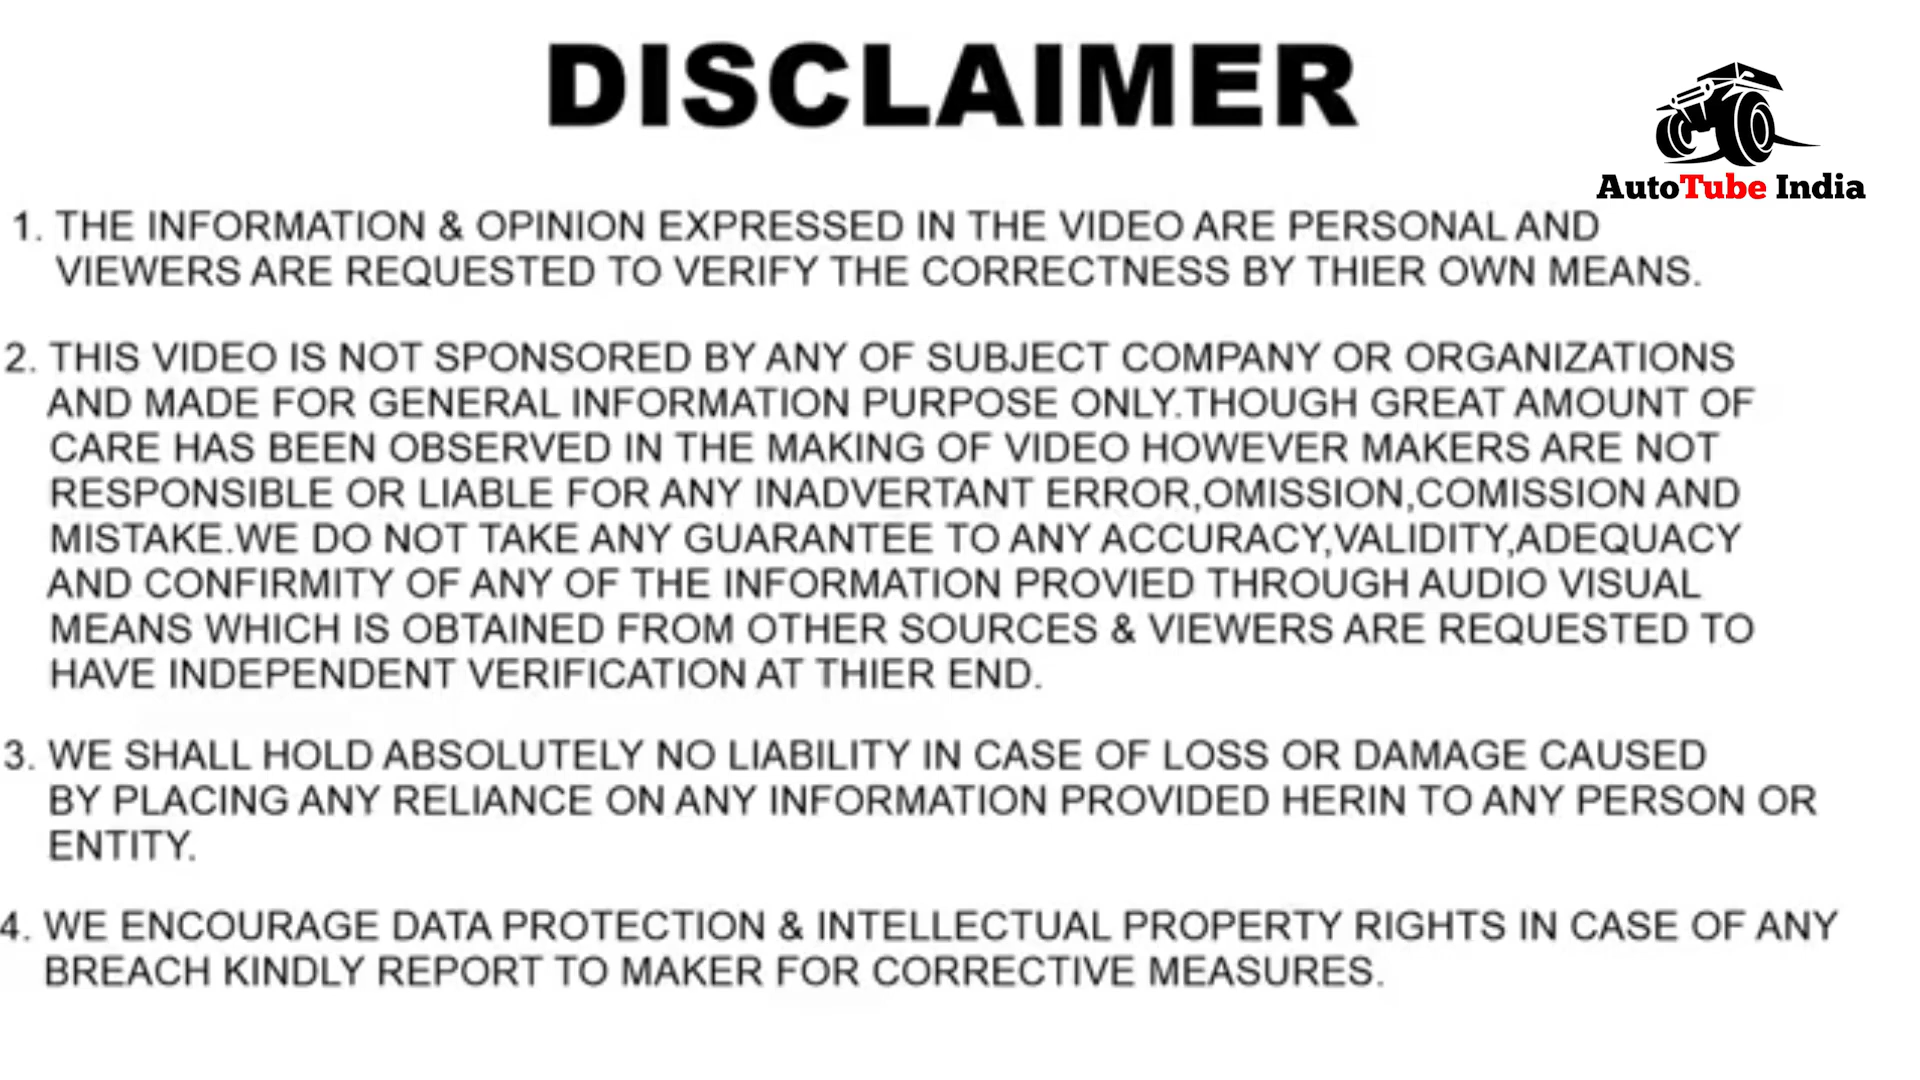 DISCLAIMER
AutoTube India
1. THE INFORMATION & OPINION EXPRESSED IN THE VIDEO ARE PERSONAL AND
VIEWERS ARE REQUESTED TO VERIFY THE CORRECTNESS BY THIER OWN MEANS.
2. THIS VIDEO IS NOT SPONSORED BY ANY OF SUBJECT COMPANY OR ORGANIZATIONS
AND MADE FOR GENERAL INFORMATION PURPOSE ONLY.THOUGH GREAT AMOUNT OF
CARE HAS BEEN OBSERVED IN THE MAKING OF VIDEO HOWEVER MAKERS ARE NOT
RESPONSIBLE OR LIABLE FOR ANY INADVERTANT ERROR,OMISSION,COMISSION AND
MISTAKE.WE DO NOT TAKE ANY GUARANTEE TO ANY ACCURACY,VALIDITY,ADEQUACY
AND CONFIRMITY OF ANY OF THE INFORMATION PROVIED THROUGH AUDIO VISUAL
MEANS WHICH IS OBTAINED FROM OTHER SOURCES & VIEWERS ARE REQUESTED TO
HAVE INDEPENDENT VERIFICATION AT THIER END.
3. WE SHALL HOLD ABSOLUTELY NO LIABILITY IN CASE OF LOSS OR DAMAGE CAUSED
BY PLACING ANY RELIANCE ON ANY INFORMATION PROVIDED HERIN TO ANY PERSON OR
ENTITY.
4. WE ENCOURAGE DATA PROTECTION & INTELLECTUAL PROPERTY RIGHTS IN CASE OF ANY
BREACH KINDLY REPORT TO MAKER FOR CORRECTIVE MEASURES.